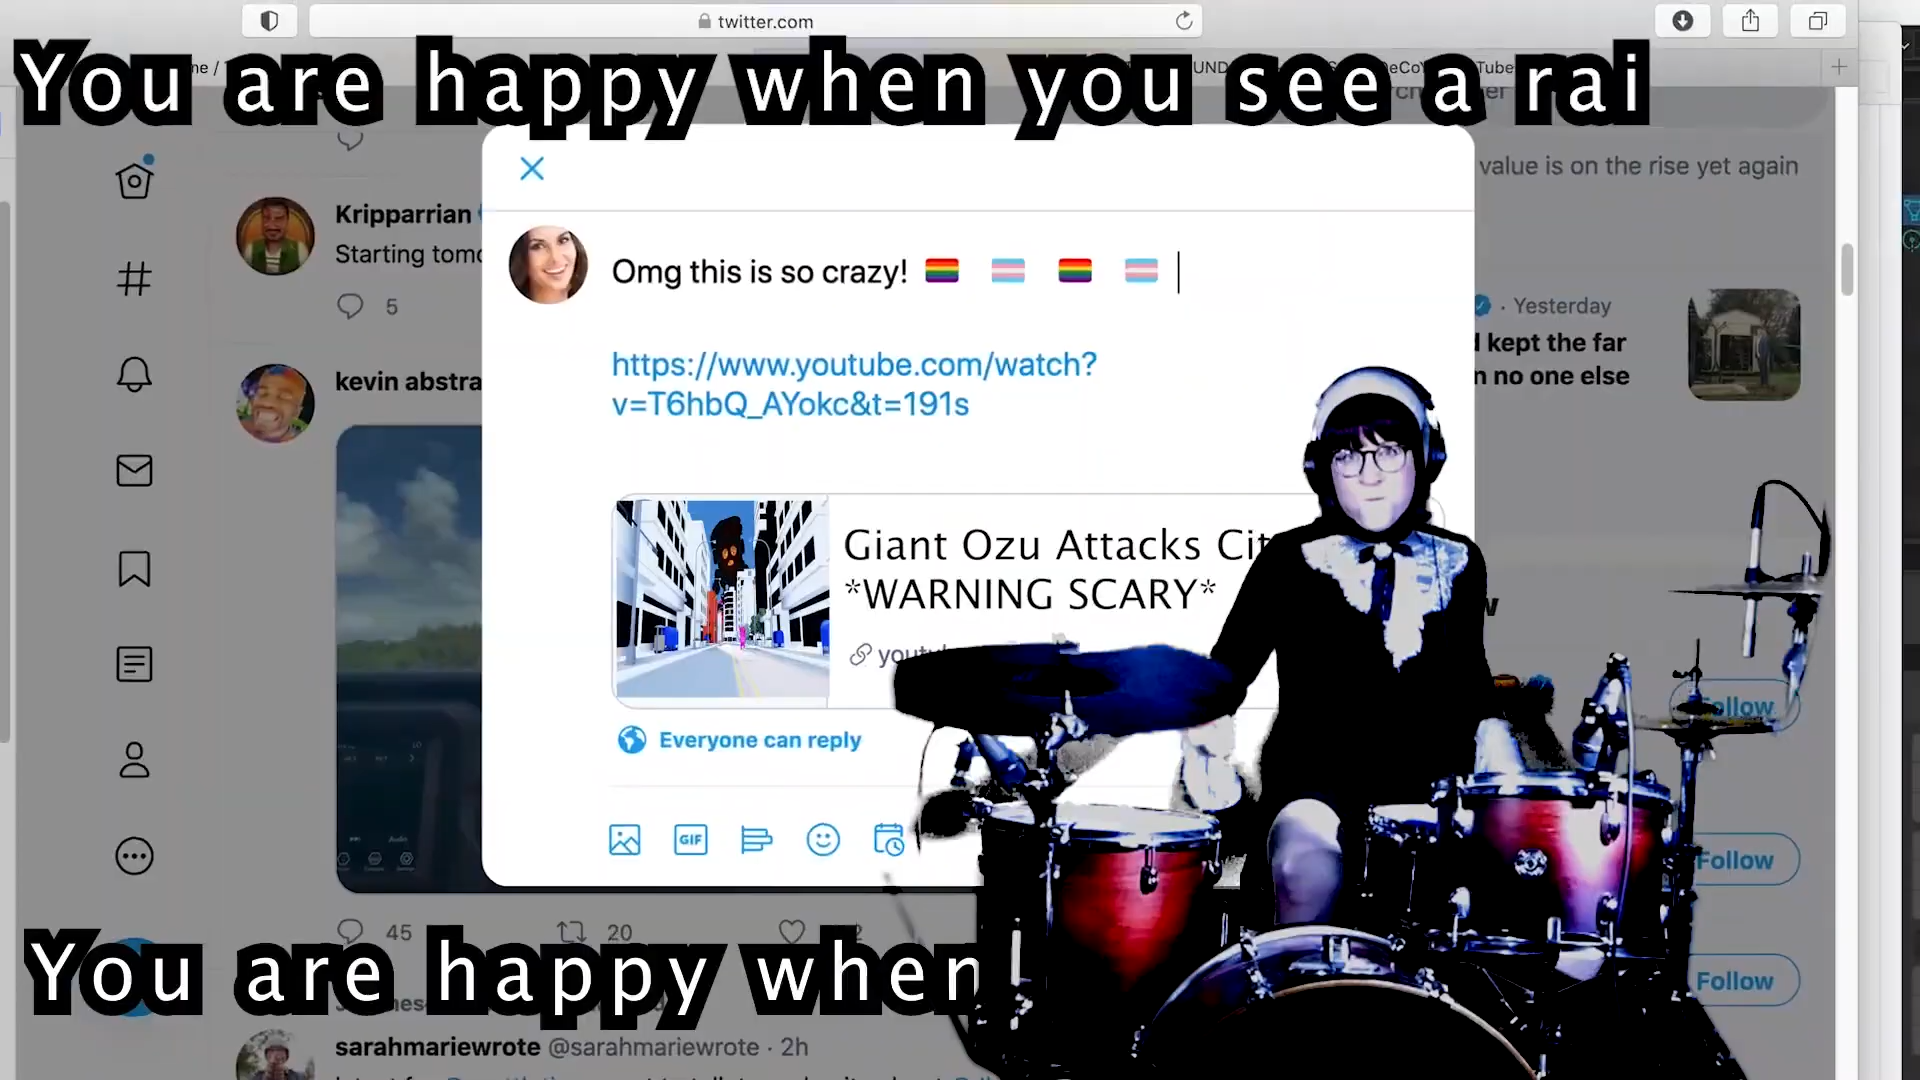 twitter.com
You are happy when you see a rai
value is on the rise yet again
Kripparrian
Starting tomo
5
Omg this is so crazy! 🏳️‍🌈 🏳️‍⚧️ 🏳️‍🌈 🏳️‍⚧️
Yesterday
kept the far
no one else
kevin abstra
https://www.youtube.com/watch?
v=T6hbQ_AYokc&t=191s
Giant Ozu Attacks Cit
*WARNING SCARY*
Follow
Everyone can reply
GIF
Follow
45
20
You are happy when
Follow
sarahmariewrote @sarahmariewrote · 2h